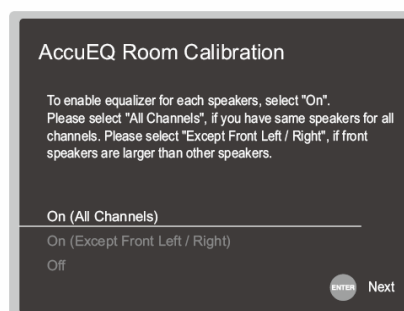 AccuEQ Room Calibration
To enable equalizer for each speakers, select "On".
Please select "All Channels", if you have same speakers for all
channels. Please select "Except Front Left / Right", if front
speakers are larger than other speakers.
On (All Channels)
On (Except Front Left / Right)
Off
ENTER Next